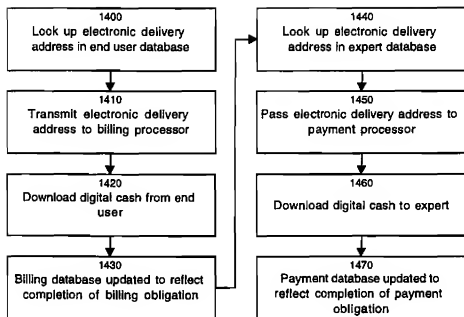 1400
Look up electronic delivery
address in end user database
1410
Transmit electronic delivery
address to billing processor
1420
Download digital cash from end
user
1430
Billing database updated to reflect
completion of billing obligation
1440
Look up electronic delivery
address in expert database
1450
Pass electronic delivery address to
payment processor
1460
Download digital cash to expert
1470
Payment database updated to
reflect completion of payment
obligation